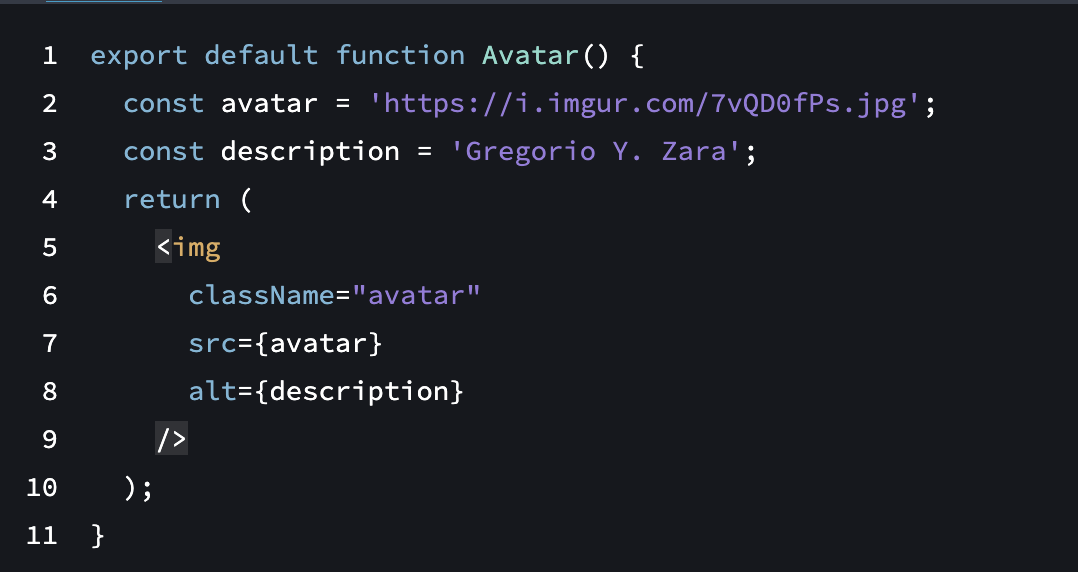 1 export default function Avatar() {
2   const avatar = 'https://i.imgur.com/7vQD0fPs.jpg';
3   const description = 'Gregorio Y. Zara';
4   return (
5     <img
6       className="avatar"
7       src={avatar}
8       alt={description}
9     />
10   );
11 }